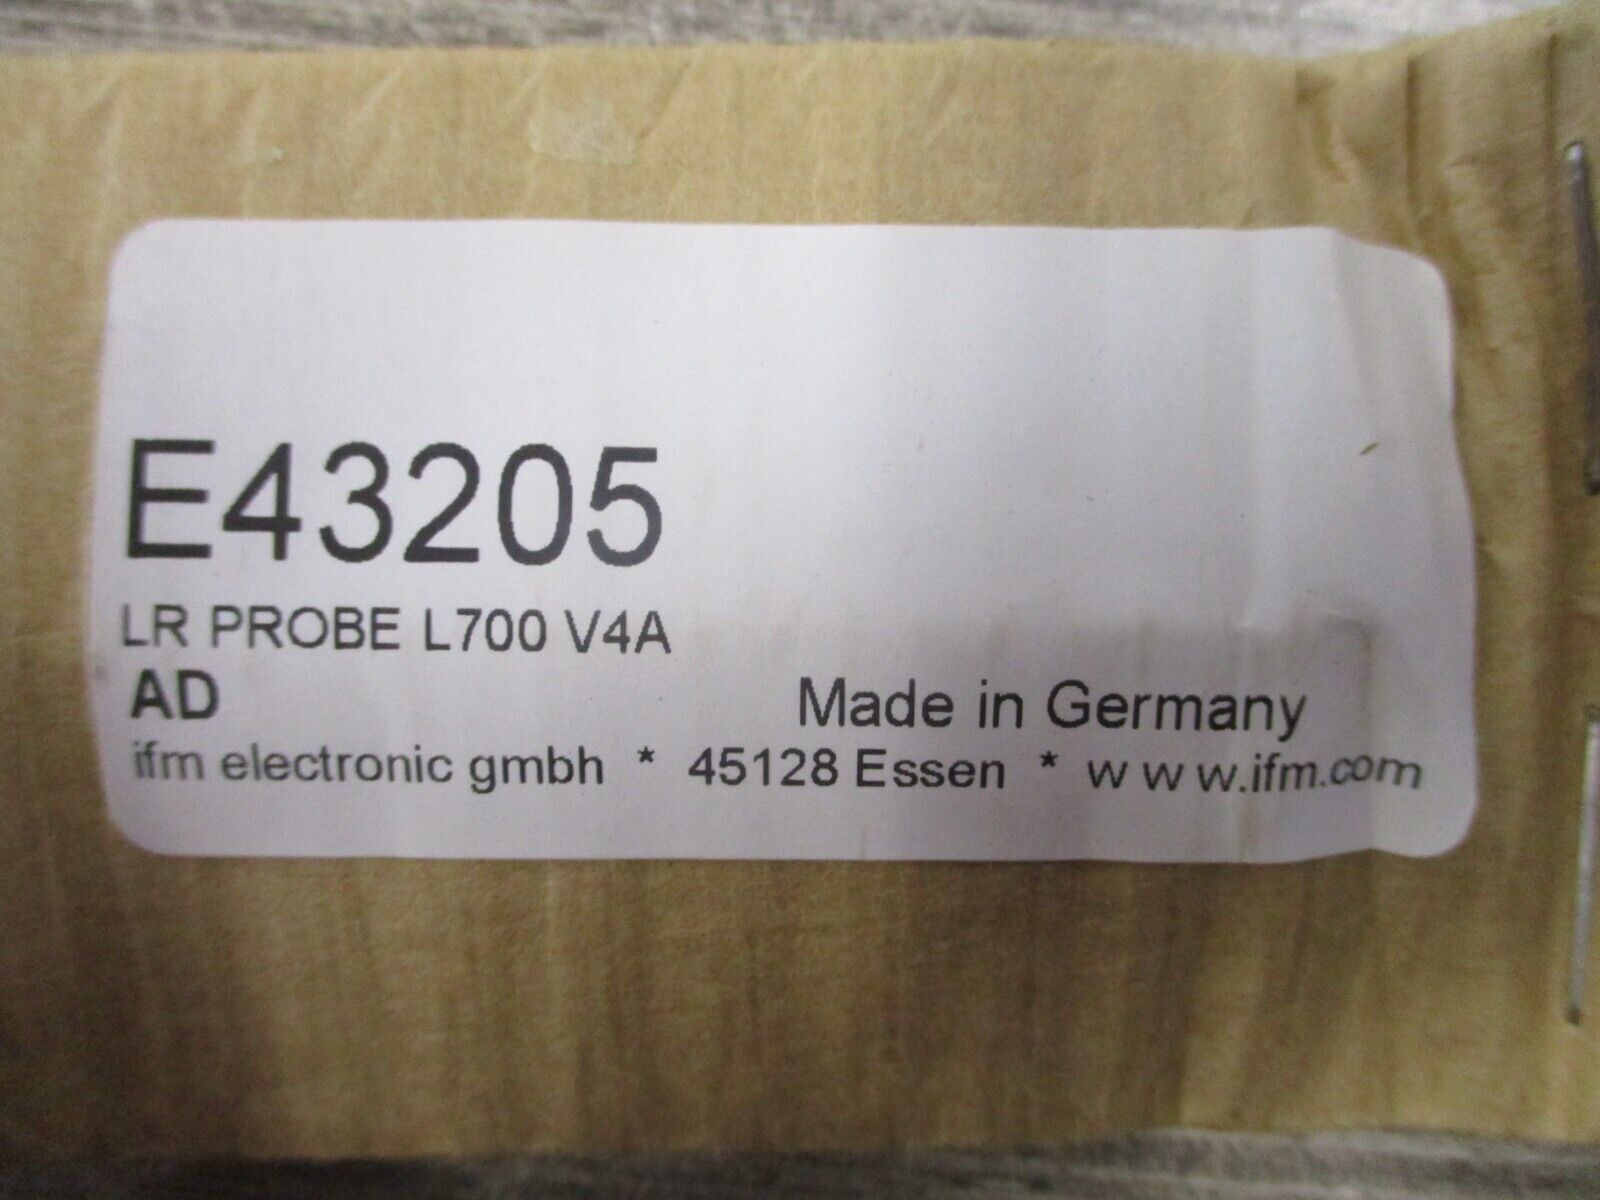 E43205
LR PROBE L700 V4A
AD
Made in Germany
ifm electronic gmbh * 45128 Essen * w w w.ifm.com